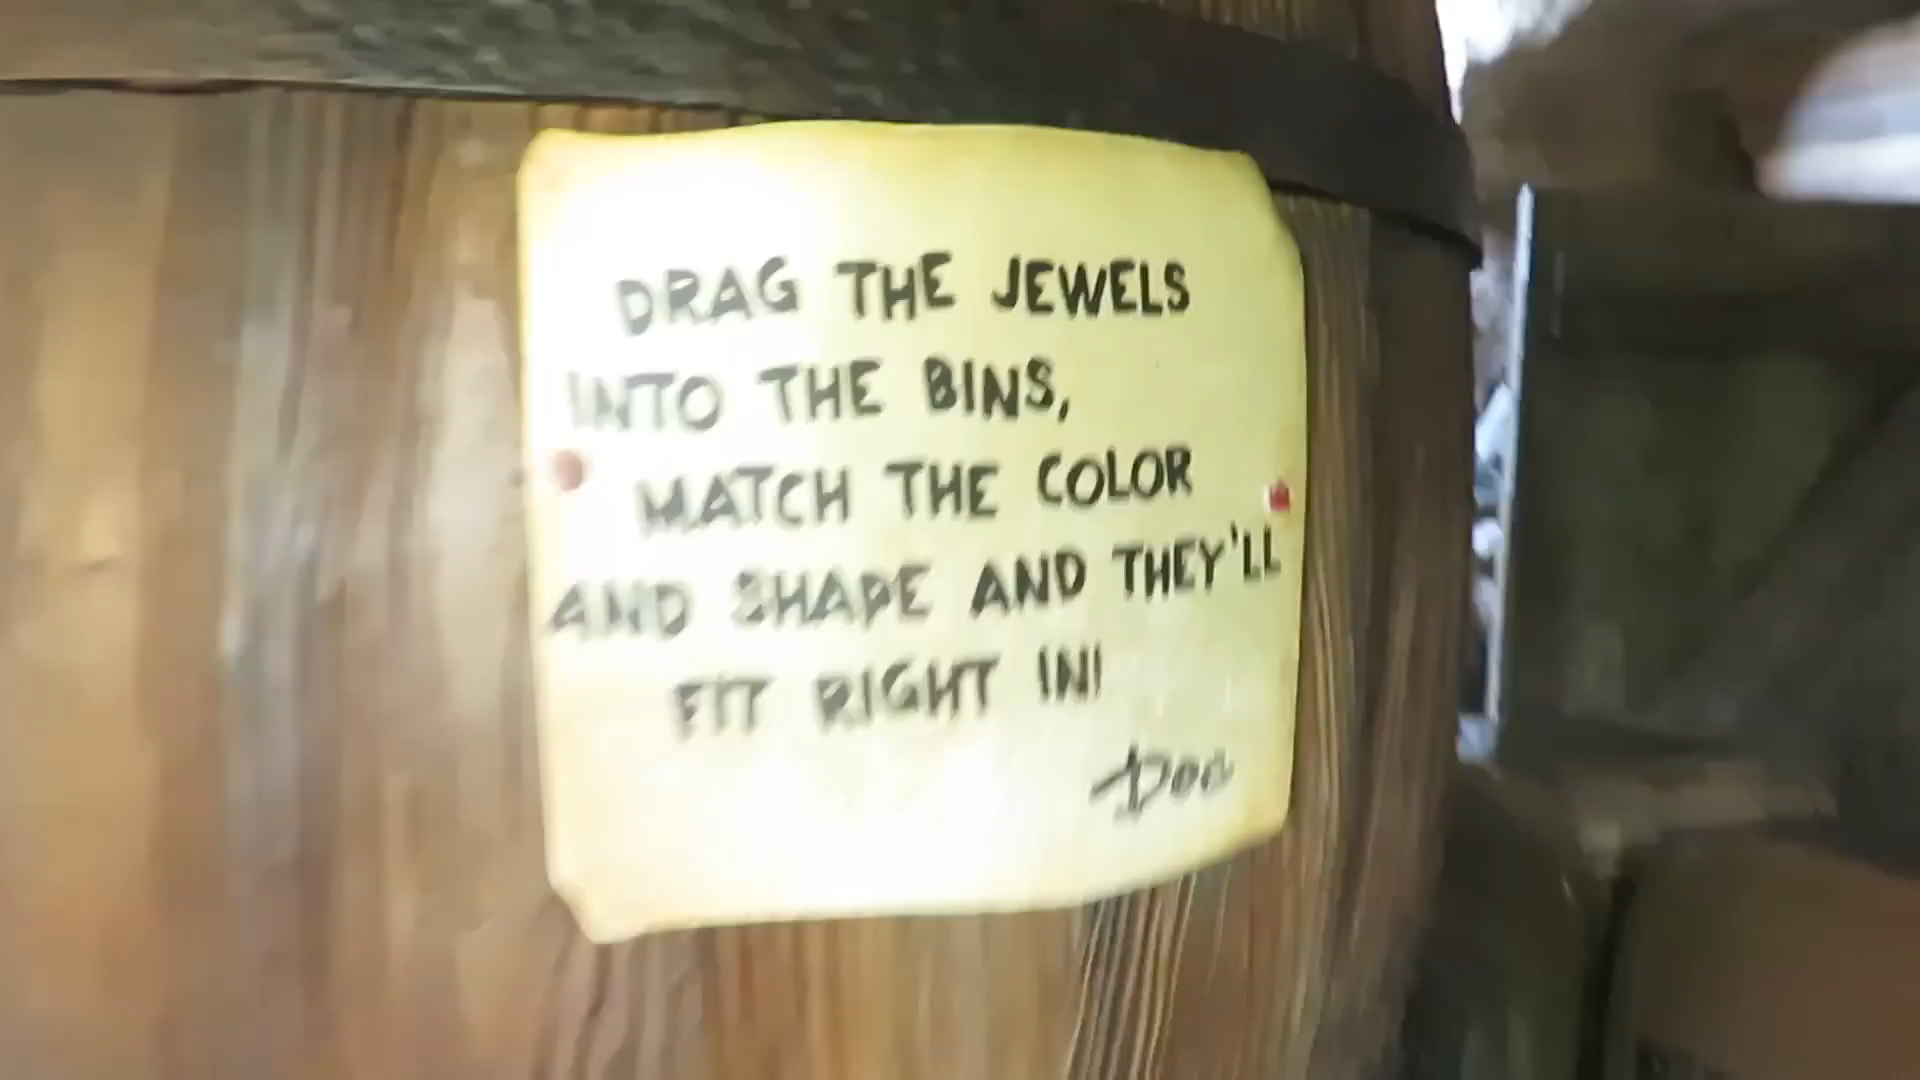 DRAG THE JEWELS
INTO THE BINS,
MATCH THE COLOR
AND SHAPE AND THEY'LL
FIT RIGHT IN!
Doc